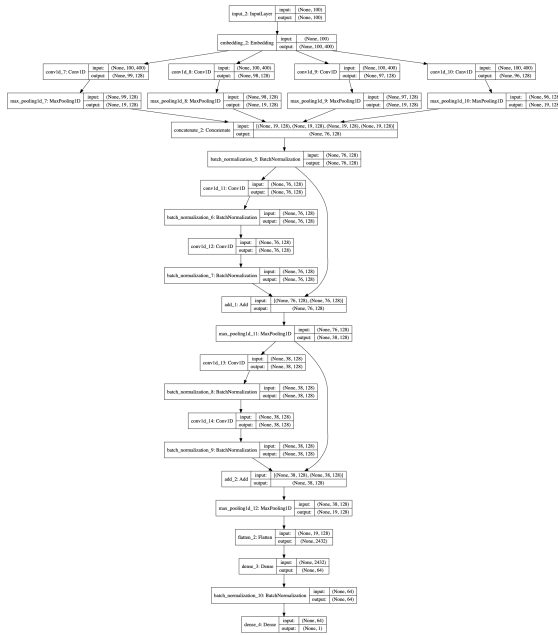 input_2: InputLayer input: (None, 100)
output: (None, 100)
embedding_2: Embedding input: (None, 100)
output: (None, 100, 400)
conv1d_7: Conv1D input: (None, 100, 400)
output: (None, 99, 128)
conv1d_8: Conv1D input: (None, 100, 400)
output: (None, 98, 128)
conv1d_9: Conv1D input: (None, 100, 400)
output: (None, 97, 128)
conv1d_10: Conv1D input: (None, 100, 400)
output: (None, 96, 128)
max_pooling1d_7: MaxPooling1D input: (None, 99, 128)
output: (None, 19, 128)
max_pooling1d_8: MaxPooling1D input: (None, 98, 128)
output: (None, 19, 128)
max_pooling1d_9: MaxPooling1D input: (None, 97, 128)
output: (None, 19, 128)
max_pooling1d_10: MaxPooling1D input: (None, 96, 128)
output: (None, 19, 128)
concatenate_2: Concatenate input: [(None, 19, 128), (None, 19, 128), (None, 19, 128), (None, 19, 128)]
output: (None, 76, 128)
batch_normalization_5: BatchNormalization input: (None, 76, 128)
output: (None, 76, 128)
conv1d_11: Conv1D input: (None, 76, 128)
output: (None, 76, 128)
batch_normalization_6: BatchNormalization input: (None, 76, 128)
output: (None, 76, 128)
conv1d_12: Conv1D input: (None, 76, 128)
output: (None, 76, 128)
batch_normalization_7: BatchNormalization input: (None, 76, 128)
output: (None, 76, 128)
add_1: Add input: [(None, 76, 128), (None, 76, 128)]
output: (None, 76, 128)
max_pooling1d_11: MaxPooling1D input: (None, 76, 128)
output: (None, 38, 128)
conv1d_13: Conv1D input: (None, 38, 128)
output: (None, 38, 128)
batch_normalization_8: BatchNormalization input: (None, 38, 128)
output: (None, 38, 128)
conv1d_14: Conv1D input: (None, 38, 128)
output: (None, 38, 128)
batch_normalization_9: BatchNormalization input: (None, 38, 128)
output: (None, 38, 128)
add_2: Add input: [(None, 38, 128), (None, 38, 128)]
output: (None, 38, 128)
max_pooling1d_12: MaxPooling1D input: (None, 38, 128)
output: (None, 19, 128)
flatten_2: Flatten input: (None, 19, 128)
output: (None, 2432)
dense_3: Dense input: (None, 2432)
output: (None, 64)
batch_normalization_10: BatchNormalization input: (None, 64)
output: (None, 64)
dense_4: Dense input: (None, 64)
output: (None, 1)